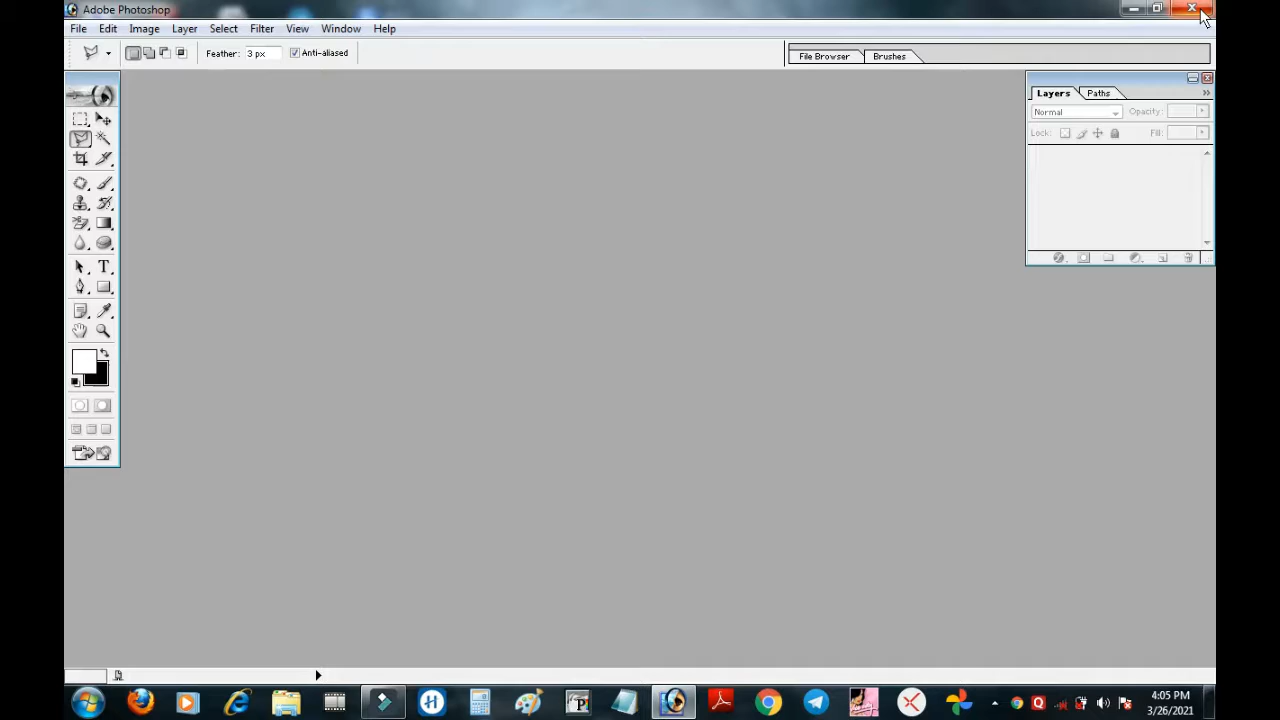 Adobe Photoshop
File Edit Image Layer Select Filter View Window Help
Feather: 3 px Anti-aliased
File Browser Brushes
Layers Paths
Normal Opacity:
Lock: Fill:
T
4:05 PM
3/26/2021